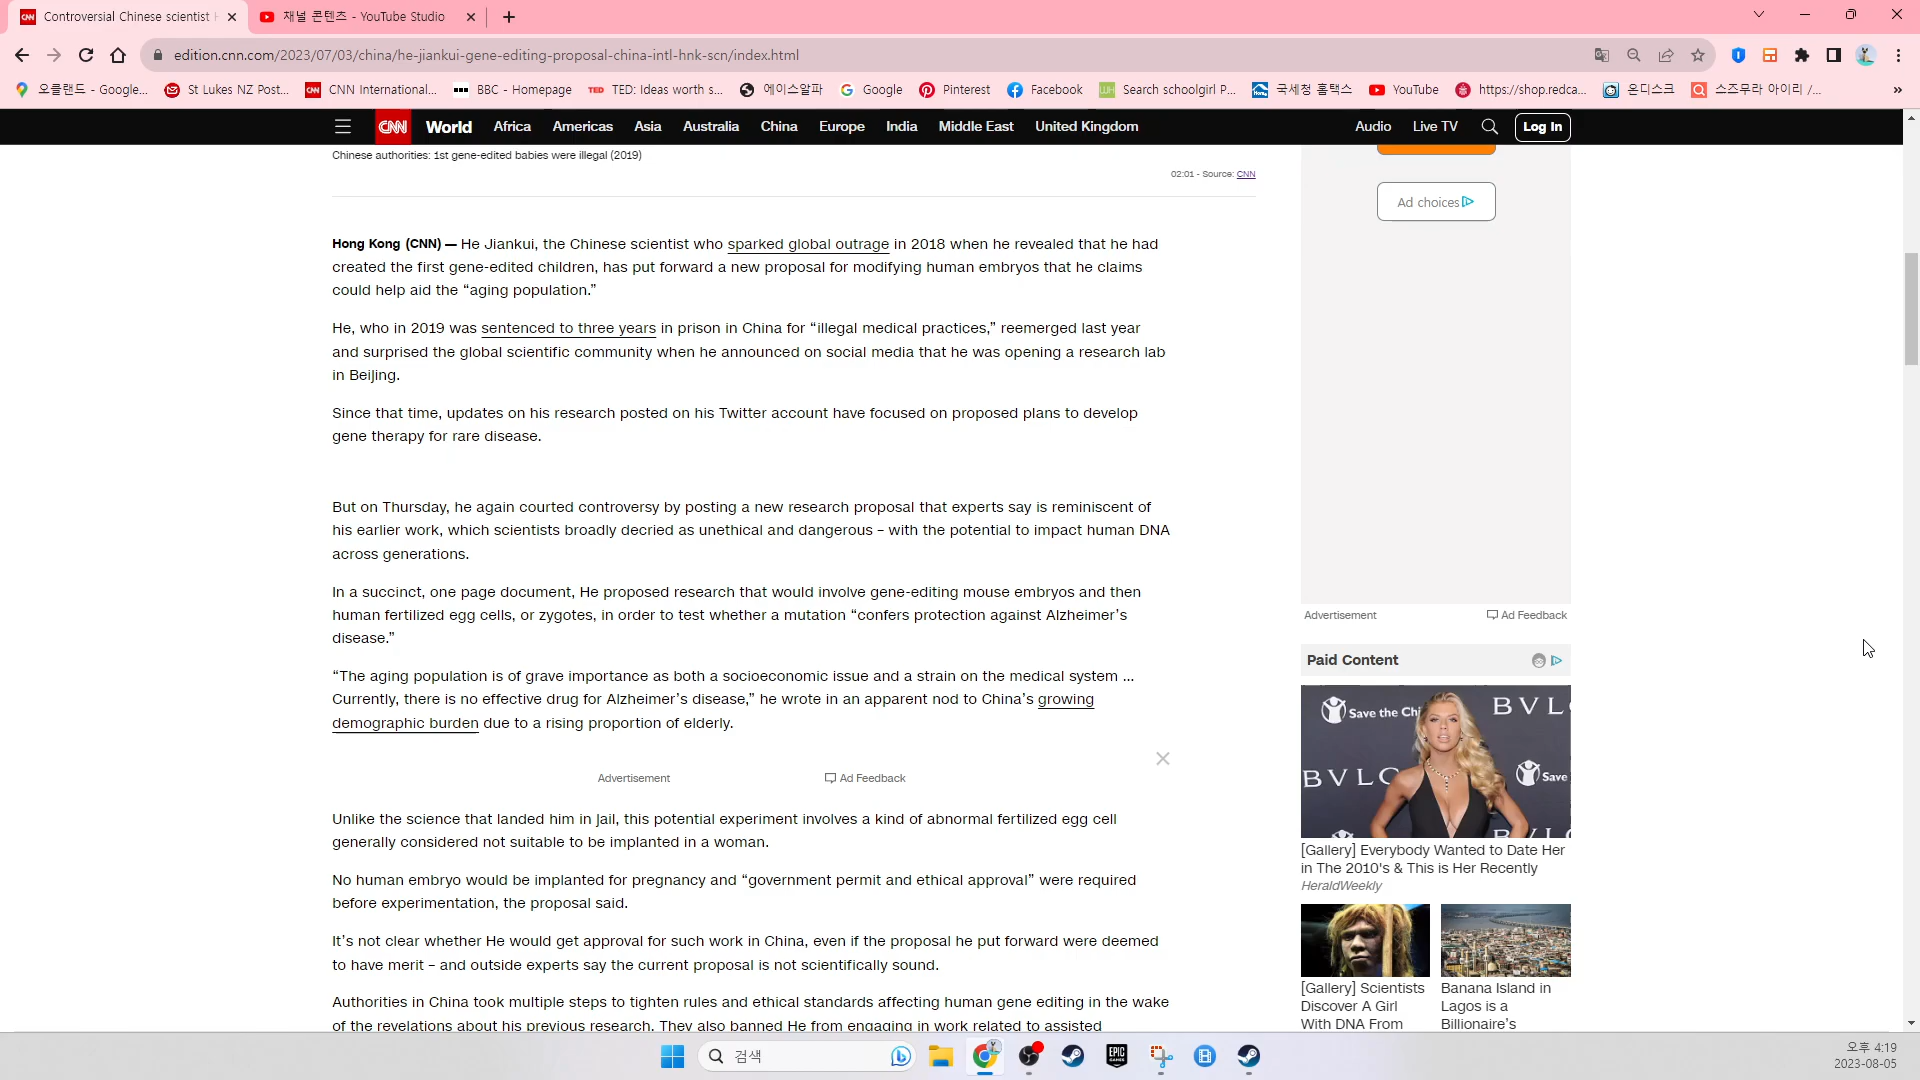 Controversial Chinese scientist
채널 콘텐츠 - YouTube Studio
edition.cnn.com/2023/07/03/china/he-jiankui-gene-editing-proposal-china-intl-hnk-scn/index.html
오클랜드 - Google...
St Lukes NZ Post...
CNN International...
BBC - Homepage
TED: Ideas worth s...
에이스알파
Google
Pinterest
Facebook
Search schoolgirl P...
국세청 홈택스
YouTube
https://shop.redca...
온디스크
스즈무라 아이리 /...
CNN World Africa Americas Asia Australia China Europe India Middle East United Kingdom Audio Live TV Log In
Chinese authorities: 1st gene-edited babies were illegal (2019)
02:01 - Source: CNN
Hong Kong (CNN) — He Jiankui, the Chinese scientist who sparked global outrage in 2018 when he revealed that he had
created the first gene-edited children, has put forward a new proposal for modifying human embryos that he claims
could help aid the “aging population.”
He, who in 2019 was sentenced to three years in prison in China for “illegal medical practices,” reemerged last year
and surprised the global scientific community when he announced on social media that he was opening a research lab
in Beijing.
Since that time, updates on his research posted on his Twitter account have focused on proposed plans to develop
gene therapy for rare disease.
But on Thursday, he again courted controversy by posting a new research proposal that experts say is reminiscent of
his earlier work, which scientists broadly decried as unethical and dangerous – with the potential to impact human DNA
across generations.
In a succinct, one page document, He proposed research that would involve gene-editing mouse embryos and then
human fertilized egg cells, or zygotes, in order to test whether a mutation “confers protection against Alzheimer’s
disease.”
“The aging population is of grave importance as both a socioeconomic issue and a strain on the medical system …
Currently, there is no effective drug for Alzheimer’s disease,” he wrote in an apparent nod to China’s growing
demographic burden due to a rising proportion of elderly.
Advertisement
Ad Feedback
Unlike the science that landed him in jail, this potential experiment involves a kind of abnormal fertilized egg cell
generally considered not suitable to be implanted in a woman.
No human embryo would be implanted for pregnancy and “government permit and ethical approval” were required
before experimentation, the proposal said.
It’s not clear whether He would get approval for such work in China, even if the proposal he put forward were deemed
to have merit – and outside experts say the current proposal is not scientifically sound.
Authorities in China took multiple steps to tighten rules and ethical standards affecting human gene editing in the wake
of the revelations about his previous research. They also banned He from engaging in work related to assisted
Ad choices
Advertisement
Ad Feedback
Paid Content
Save the Chi
BVL
BVLG
Save
BVL
[Gallery] Everybody Wanted to Date Her
in The 2010's & This is Her Recently
HeraldWeekly
[Gallery] Scientists
Discover A Girl
With DNA From
Banana Island in
Lagos is a
Billionaire’s
검색
EPIC GAMES
오후 4:19
2023-08-05